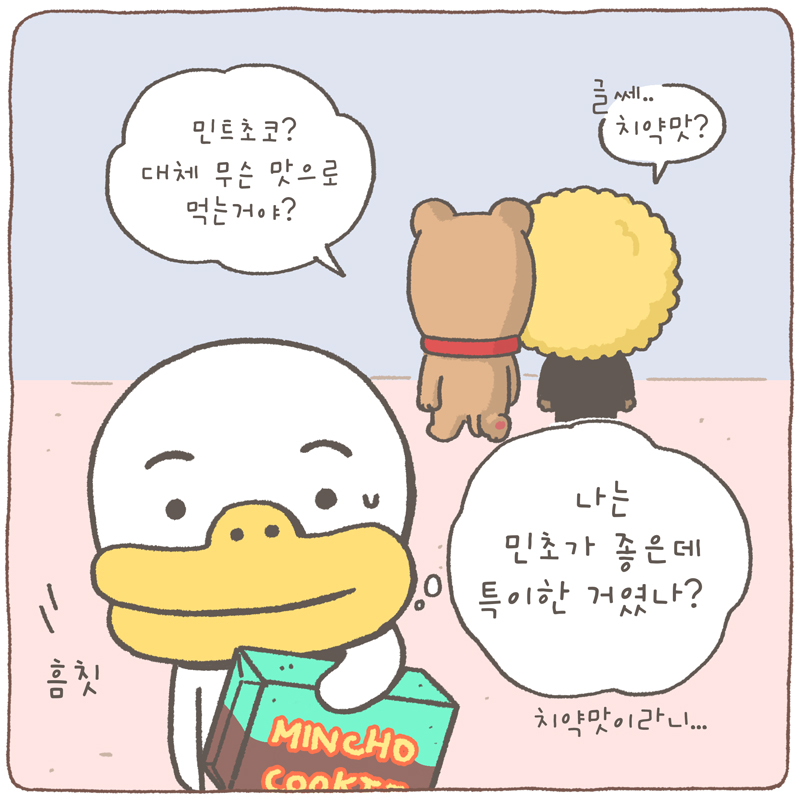 민트초코?
대체 무슨 맛으로
먹는거야?
글쎄..
치약맛?
나는
민초가 좋은데
특이한 거였나?
치약맛이라니...
흠칫
MINCHO
COOKIE